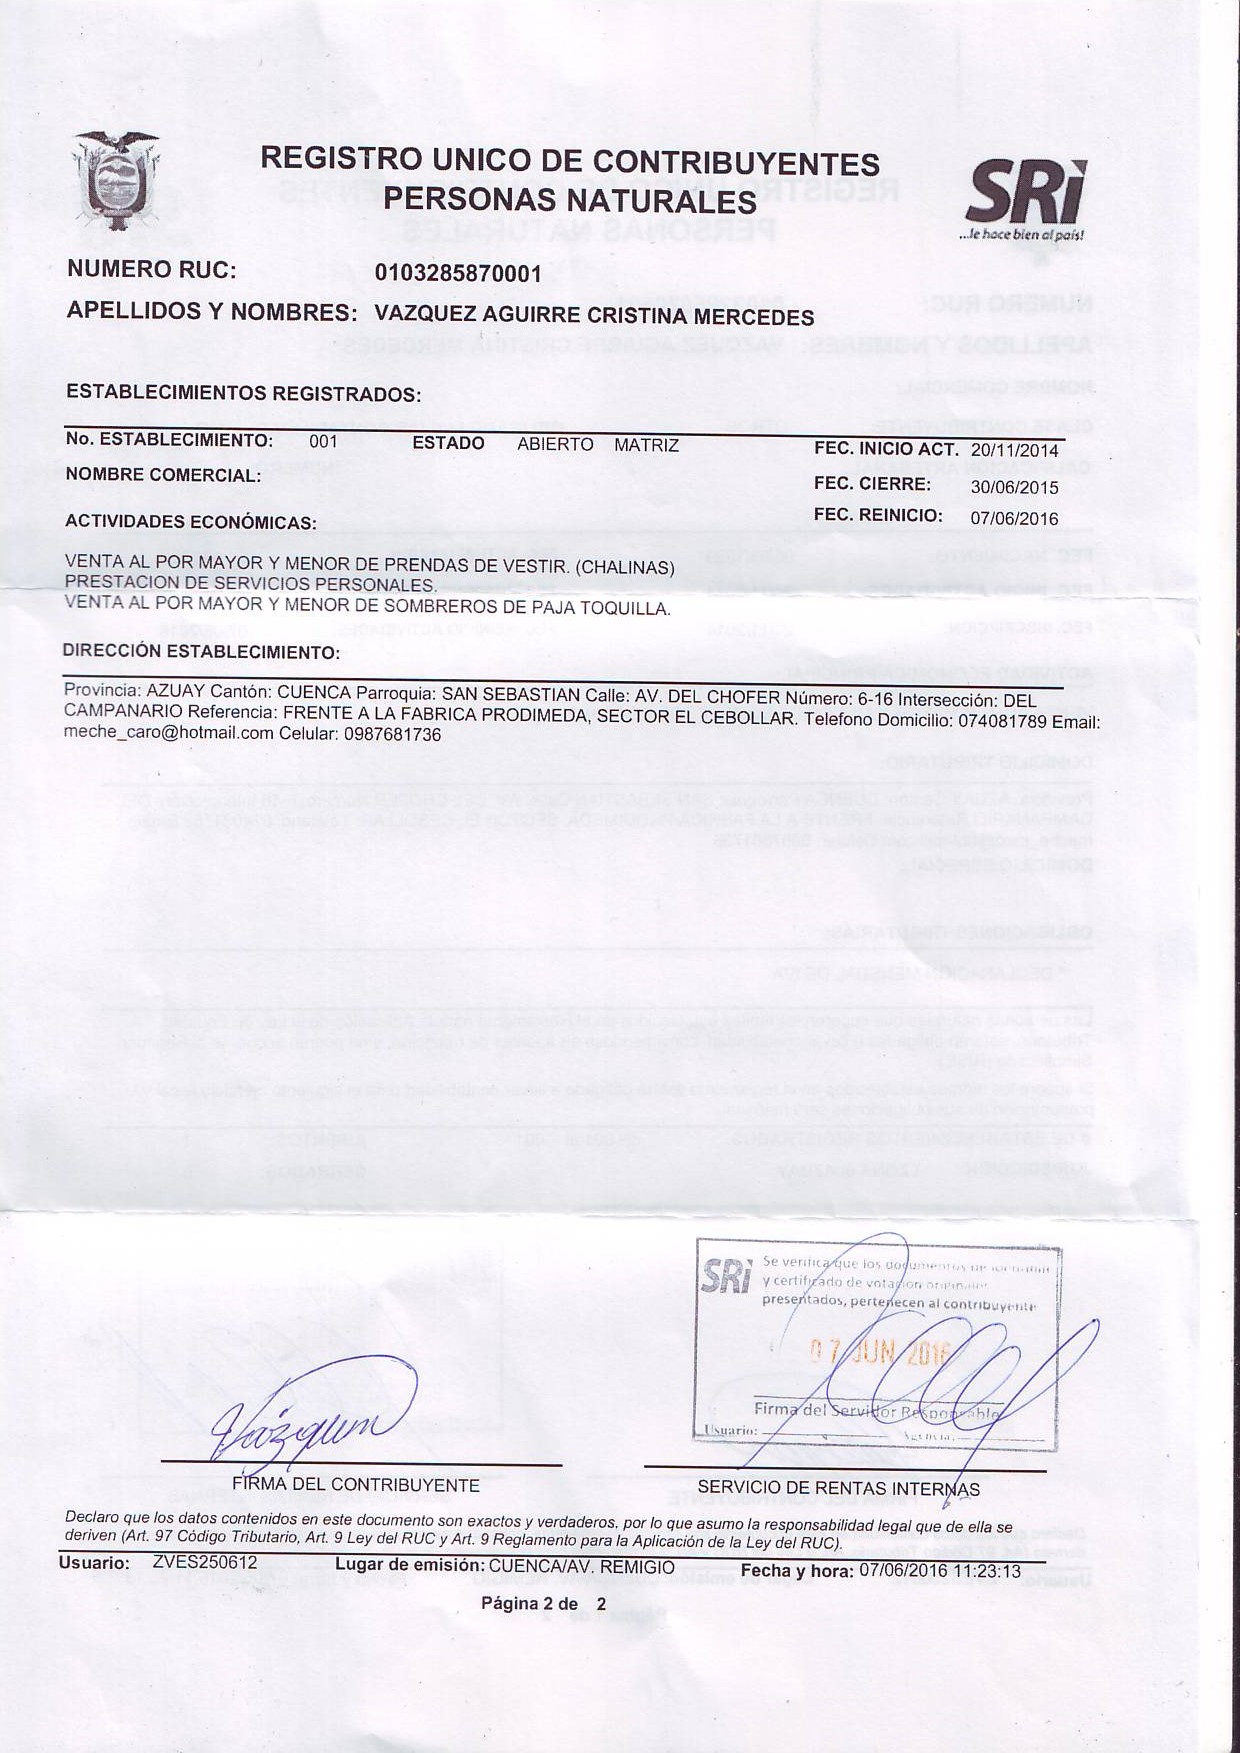 REGISTRO UNICO DE CONTRIBUYENTES
PERSONAS NATURALES
SRi
...le hace bien al país!
NUMERO RUC: 0103285870001
APELLIDOS Y NOMBRES: VAZQUEZ AGUIRRE CRISTINA MERCEDES
ESTABLECIMIENTOS REGISTRADOS:
No. ESTABLECIMIENTO: 001 ESTADO ABIERTO MATRIZ FEC. INICIO ACT. 20/11/2014
NOMBRE COMERCIAL: FEC. CIERRE: 30/06/2015
ACTIVIDADES ECONÓMICAS: FEC. REINICIO: 07/06/2016
VENTA AL POR MAYOR Y MENOR DE PRENDAS DE VESTIR. (CHALINAS)
PRESTACION DE SERVICIOS PERSONALES.
VENTA AL POR MAYOR Y MENOR DE SOMBREROS DE PAJA TOQUILLA.
DIRECCIÓN ESTABLECIMIENTO:
Provincia: AZUAY Cantón: CUENCA Parroquia: SAN SEBASTIAN Calle: AV. DEL CHOFER Número: 6-16 Intersección: DEL
CAMPANARIO Referencia: FRENTE A LA FABRICA PRODIMEDA, SECTOR EL CEBOLLAR. Telefono Domicilio: 074081789 Email:
meche_caro@hotmail.com Celular: 0987681736
SRi Se verifica que los documentos de
y certificado de votación
presentados, pertenecen al contribuyente
07 JUN 2016
Firma del Servidor Responsable
Usuario: Agencia:
FIRMA DEL CONTRIBUYENTE SERVICIO DE RENTAS INTERNAS
Declaro que los datos contenidos en este documento son exactos y verdaderos, por lo que asumo la responsabilidad legal que de ella se
deriven (Art. 97 Código Tributario, Art. 9 Ley del RUC y Art. 9 Reglamento para la Aplicación de la Ley del RUC).
Usuario: ZVES250612 Lugar de emisión: CUENCA/AV. REMIGIO Fecha y hora: 07/06/2016 11:23:13
Página 2 de 2